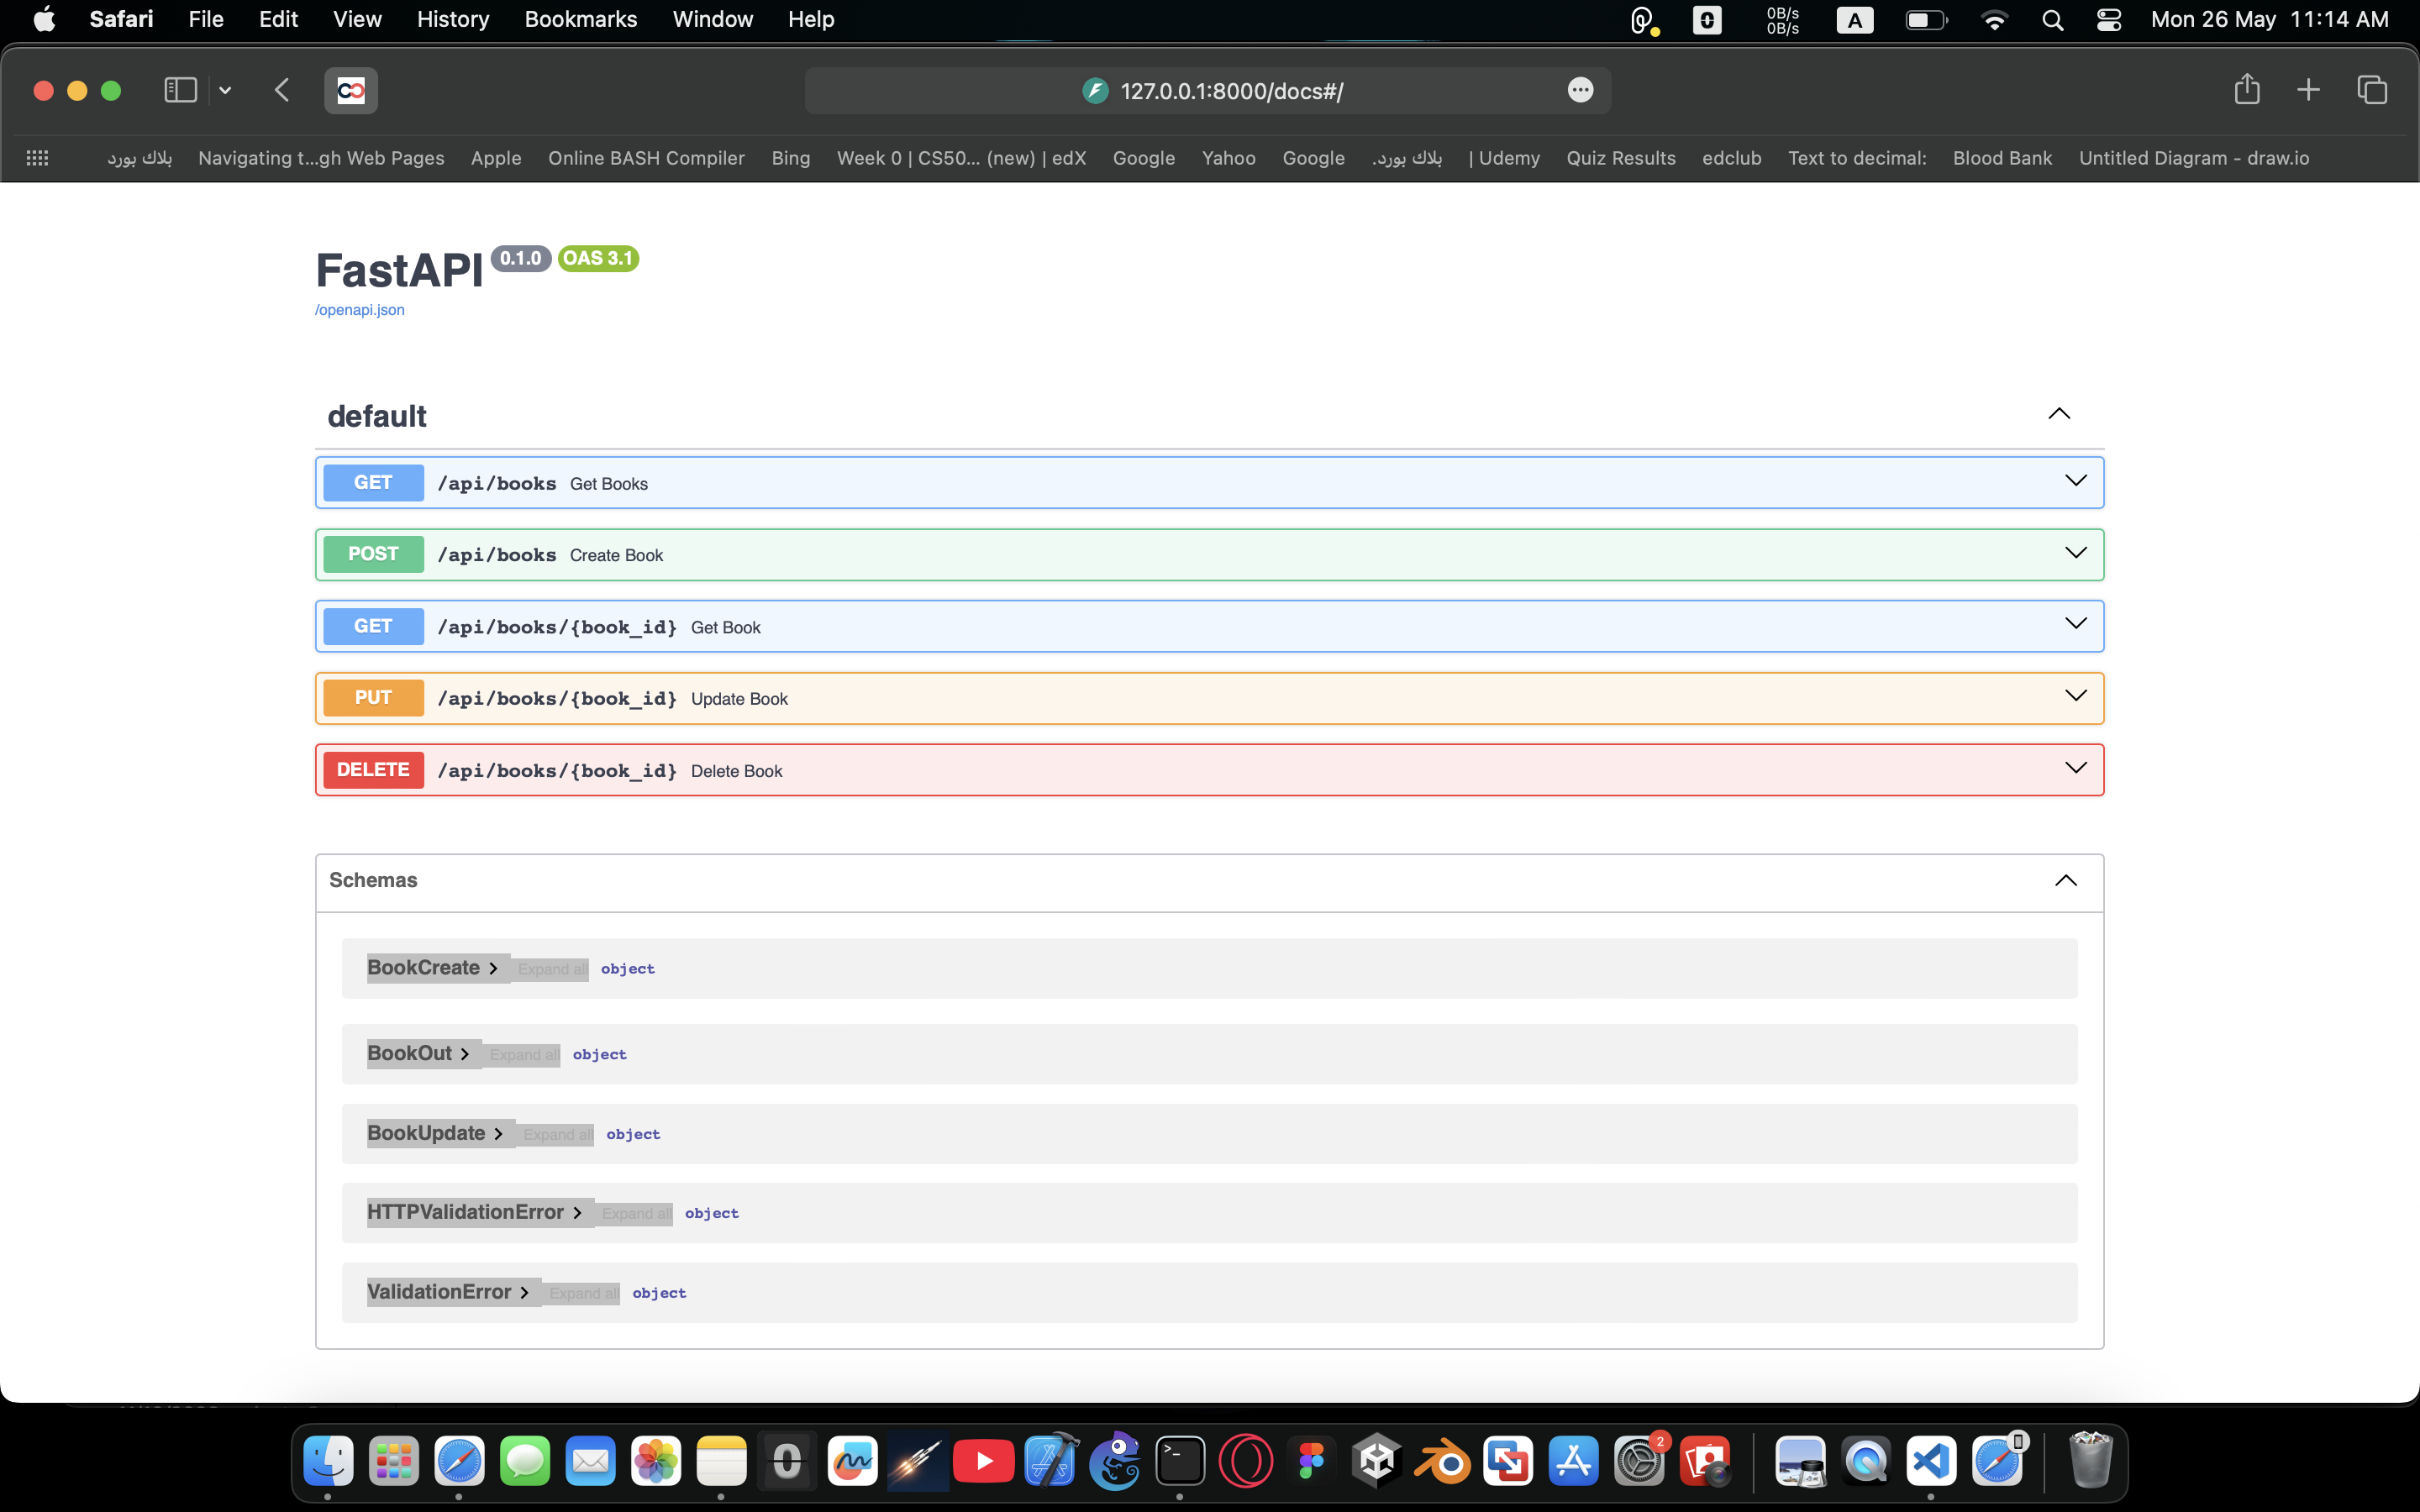 Safari File Edit View History Bookmarks Window Help 0B/s 0B/s A Mon 26 May 11:14 AM
127.0.0.1:8000/docs#/
بلاك بورد Navigating t...gh Web Pages Apple Online BASH Compiler Bing Week 0 | CS50... (new) | edX Google Yahoo Google بلاك بورد. | Udemy Quiz Results edclub Text to decimal: Blood Bank Untitled Diagram - draw.io
FastAPI 0.1.0 OAS 3.1
/openapi.json
default
GET /api/books Get Books
POST /api/books Create Book
GET /api/books/{book_id} Get Book
PUT /api/books/{book_id} Update Book
DELETE /api/books/{book_id} Delete Book
Schemas
BookCreate Expand all object
BookOut Expand all object
BookUpdate Expand all object
HTTPValidationError Expand all object
ValidationError Expand all object
2